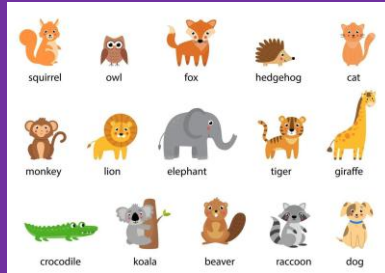 squirrel owl fox hedgehog cat
monkey lion elephant tiger giraffe
crocodile koala beaver raccoon dog